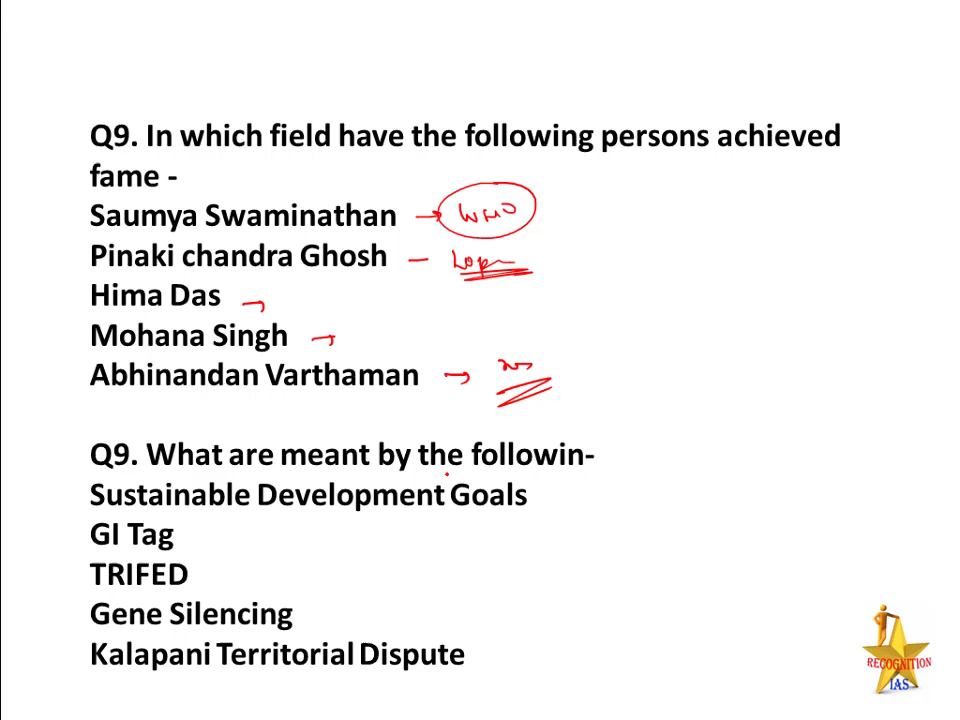 Q9. In which field have the following persons achieved
fame -
Saumya Swaminathan → WHO
Pinaki chandra Ghosh -
Hima Das →
Mohana Singh →
Abhinandan Varthaman →
Q9. What are meant by the followin-
Sustainable Development Goals
GI Tag
TRIFED
Gene Silencing
Kalapani Territorial Dispute
RECOGNITION
IAS